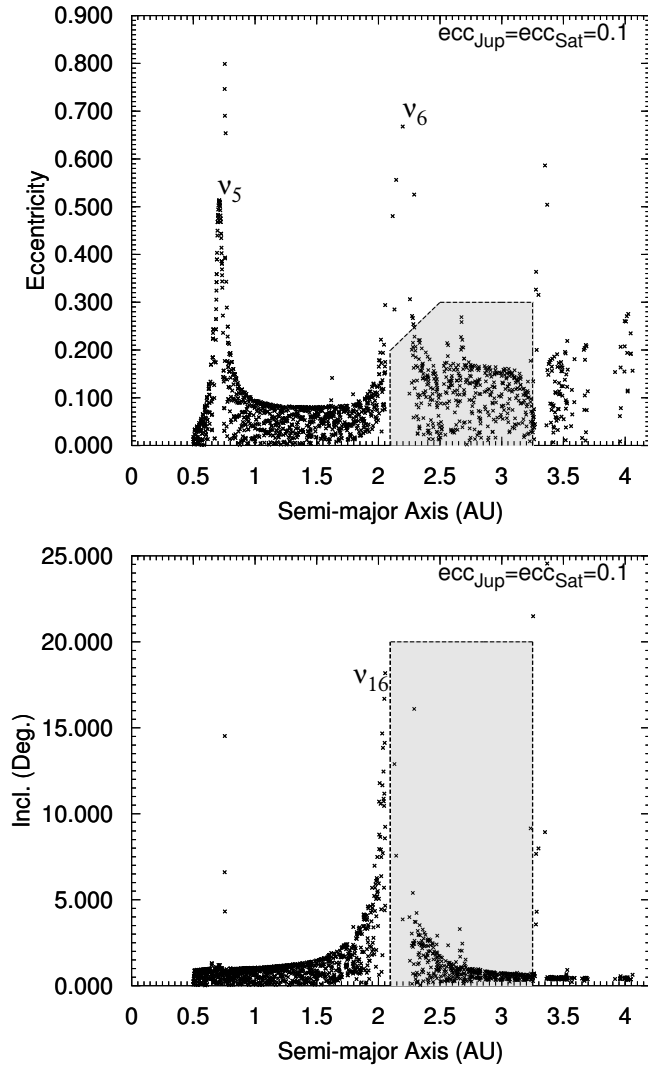 0.900
0.800
0.700
0.600
0.500
0.400
0.300
0.200
0.100
0.000
Eccentricity
ecc_Jup=ecc_Sat=0.1
ν_5
ν_6
0 0.5 1 1.5 2 2.5 3 3.5 4
Semi-major Axis (AU)
25.000
20.000
15.000
10.000
5.000
0.000
Incl. (Deg.)
ecc_Jup=ecc_Sat=0.1
ν_16
0 0.5 1 1.5 2 2.5 3 3.5 4
Semi-major Axis (AU)